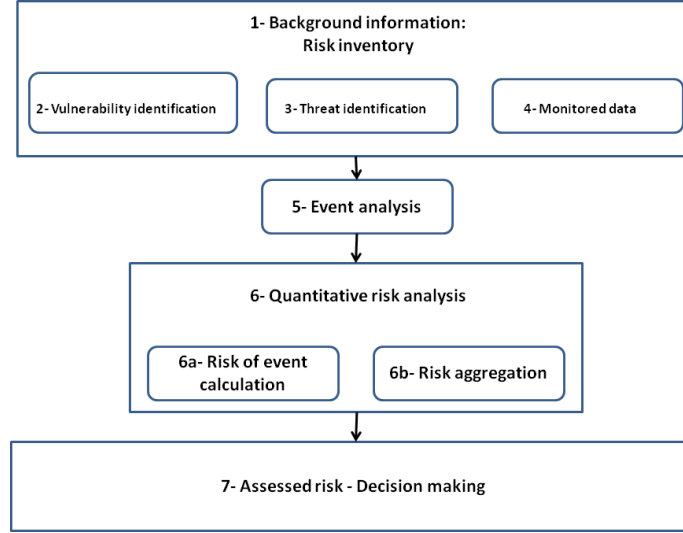 1- Background information:
Risk inventory
2- Vulnerability identification
3- Threat identification
4- Monitored data
5- Event analysis
6- Quantitative risk analysis
6a- Risk of event
calculation
6b- Risk aggregation
7- Assessed risk - Decision making